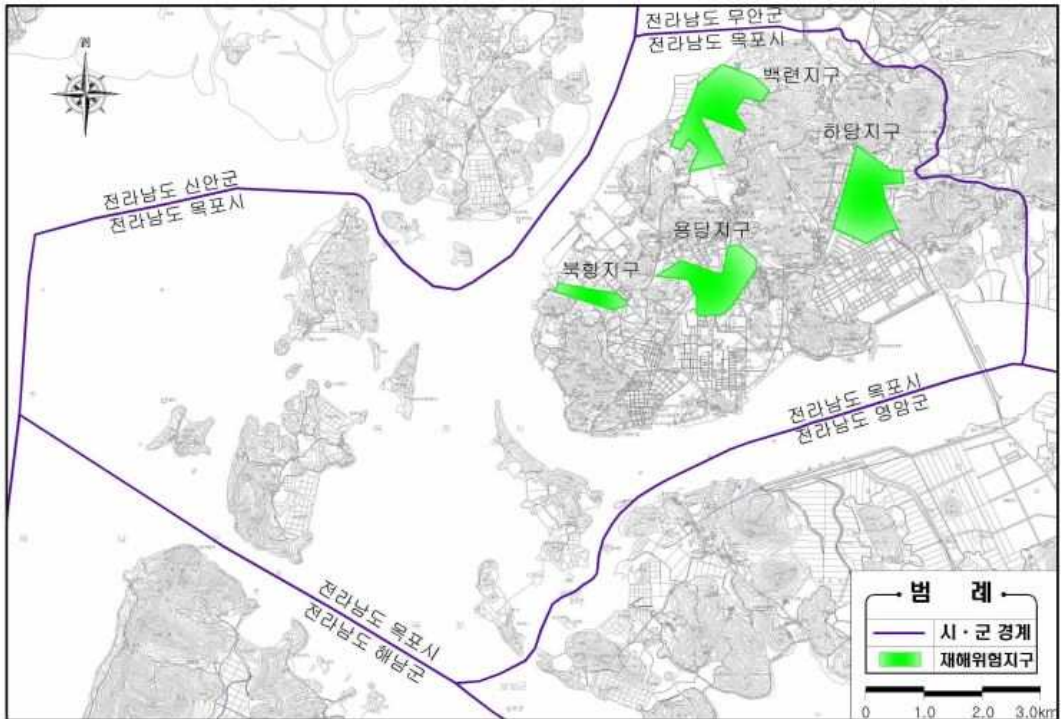 전라남도 무안군
전라남도 목포시
백련지구
하당지구
전라남도 신안군
전라남도 목포시
용당지구
북항지구
전라남도 목포시
전라남도 영암군
전라남도 목포시
전라남도 해남군
범 례
시·군 경계
재해위험지구
0 1.0 2.0 3.0km